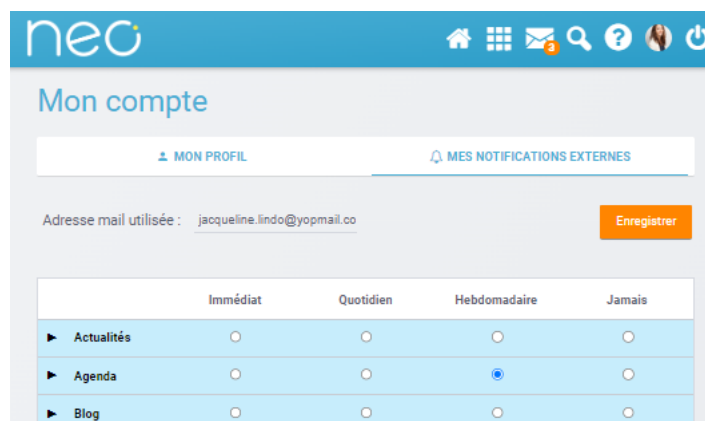 neo
3
?
Mon compte
MON PROFIL
MES NOTIFICATIONS EXTERNES
Adresse mail utilisée : jacqueline.lindo@yopmail.co
Enregistrer
Immédiat Quotidien Hebdomadaire Jamais
Actualités
Agenda
Blog